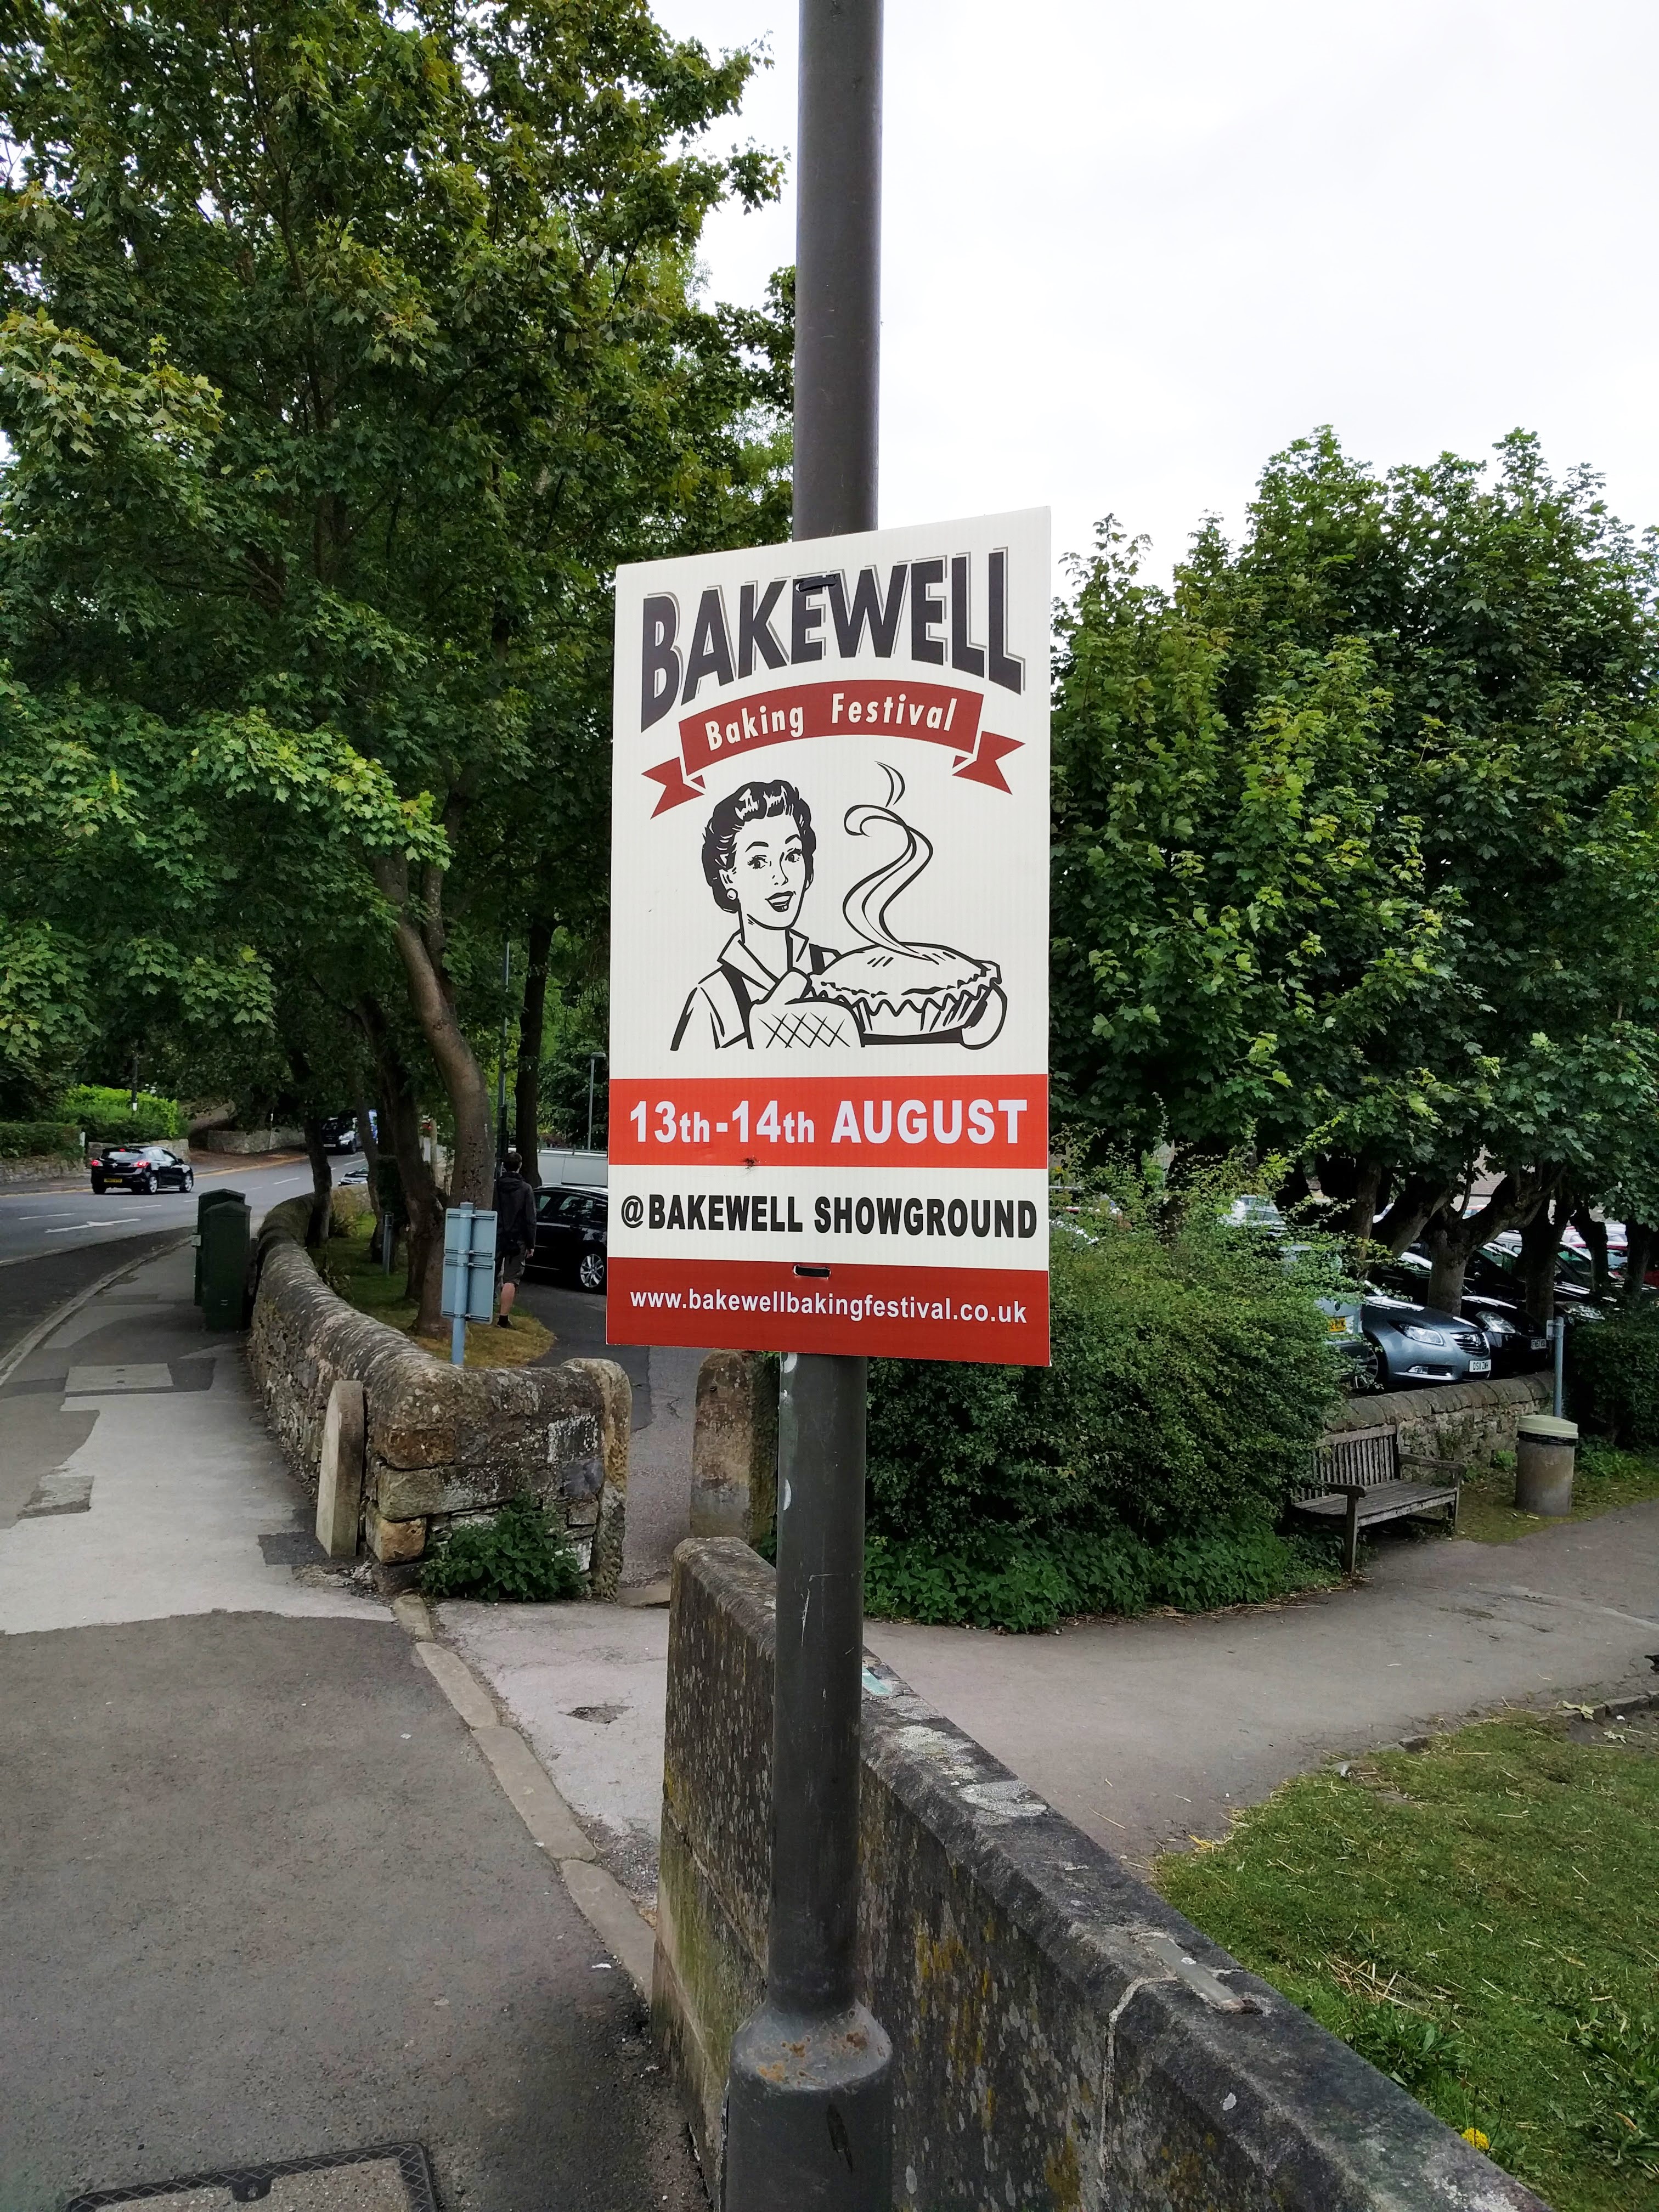 BAKEWELL
Baking Festival
13th-14th AUGUST
@BAKEWELL SHOWGROUND
www.bakewellbakingfestival.co.uk